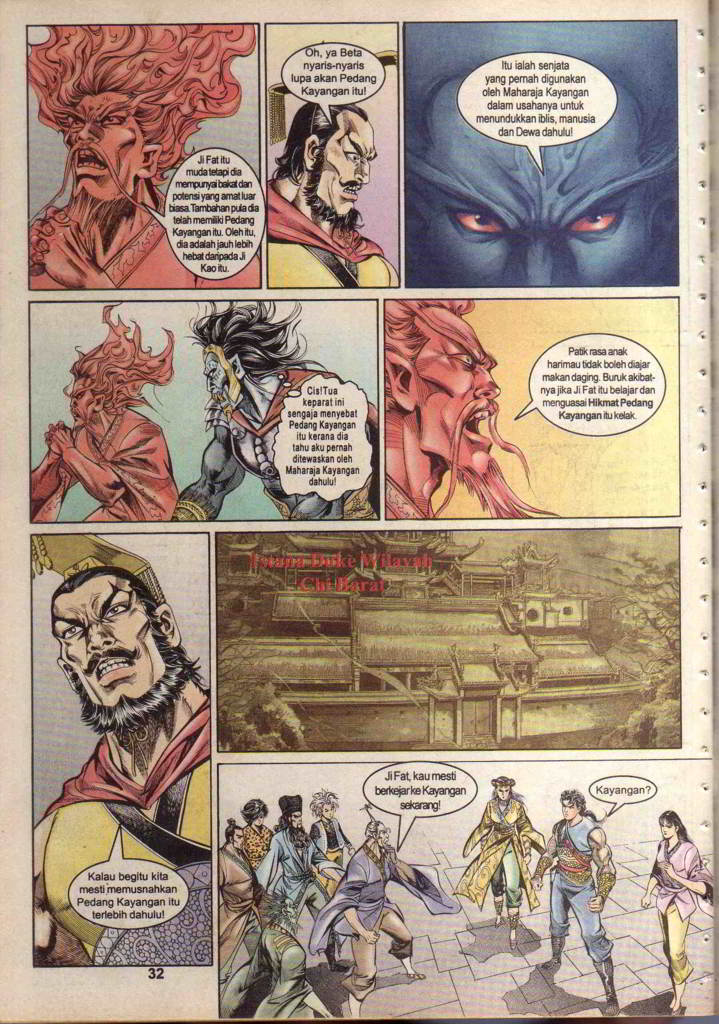 Ji Fat itu
muda tetapi dia
mempunyai bakat dan
potensi yang amat luar
biasa. Tambahan pula dia
telah memiliki Pedang
Kayangan itu. Oleh itu,
dia adalah jauh lebih
hebat daripada Ji
Kao itu.
Oh, ya Beta
nyaris-nyaris
lupa akan Pedang
Kayangan itu!
Itu ialah senjata
yang pernah digunakan
oleh Maharaja Kayangan
dalam usahanya untuk
menundukkan iblis, manusia
dan Dewa dahulu!
Cis!Tua
keparat ini
sengaja menyebat
Pedang Kayangan
itu kerana dia
tahu aku pernah
ditewaskan oleh
Maharaja Kayangan
dahulu!
Patik rasa anak
harimau tidak boleh diajar
makan daging. Buruk akibat-
nya jika Ji Fat itu belajar dan
menguasai Hikmat Pedang
Kayangan itu kelak.
Kalau begitu kita
mesti memusnahkan
Pedang Kayangan itu
terlebih dahulu!
Istana Duke Wilayah
Chi Barat
Ji Fat, kau mesti
berkejar ke Kayangan
sekarang!
Kayangan?
32